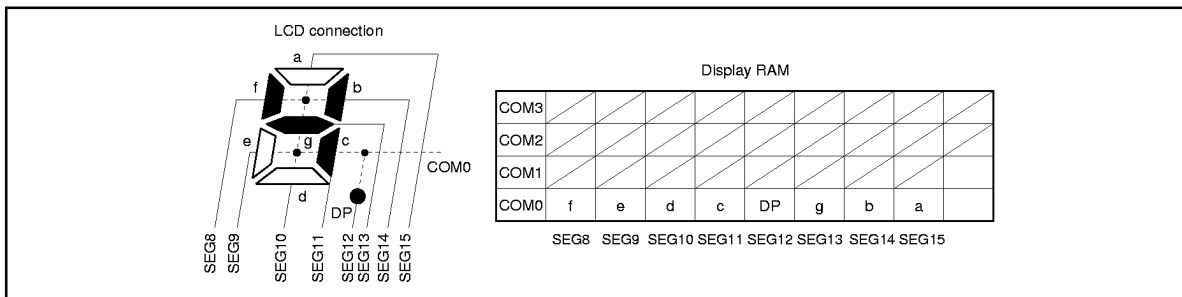 LCD connection
a
f
b
e
g
c
COM0
d
DP
SEG8
SEG9
SEG10
SEG11
SEG12
SEG13
SEG14
SEG15
Display RAM
COM3
COM2
COM1
COM0 f e d c DP g b a
SEG8 SEG9 SEG10 SEG11 SEG12 SEG13 SEG14 SEG15